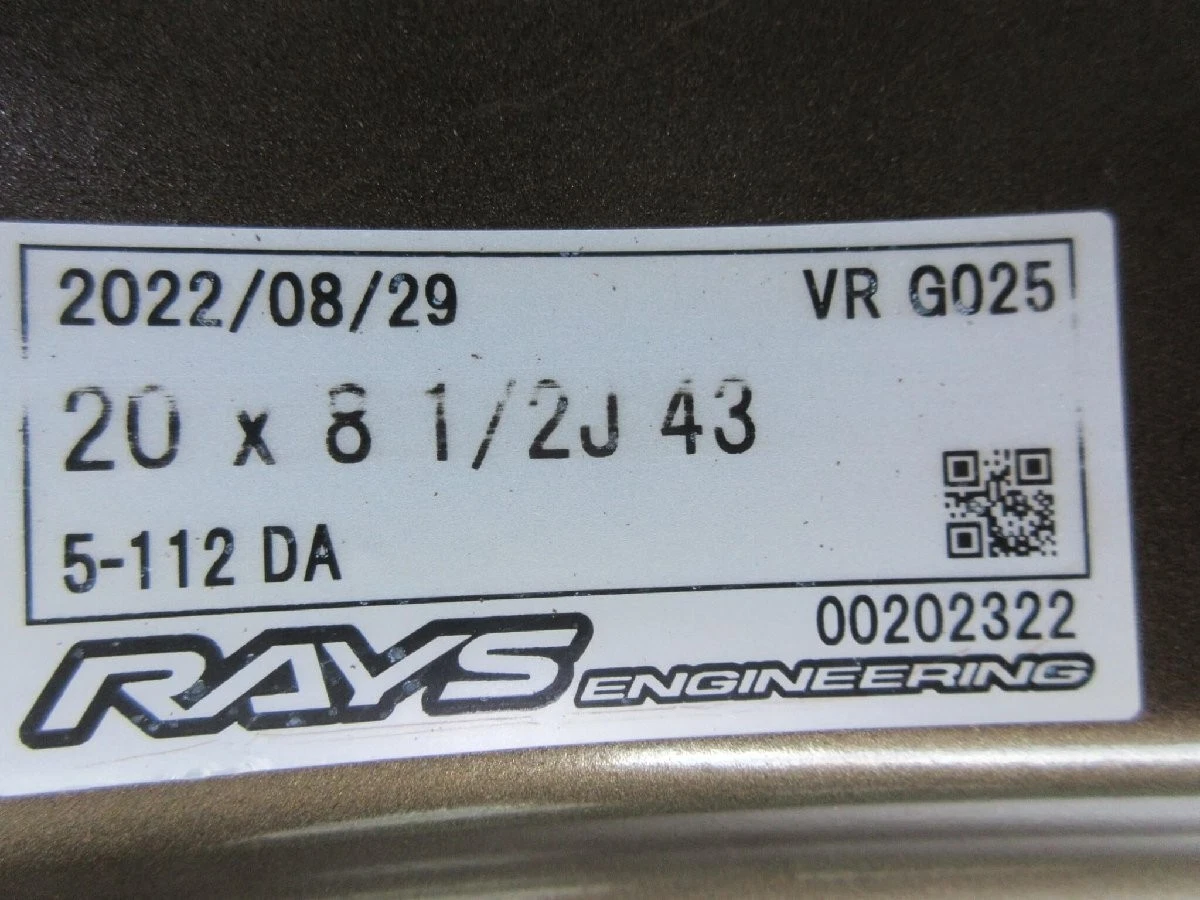 2022/08/29 VR G025
20 x 8 1/2J 43
5-112 DA
00202322
RAYS ENGINEERING